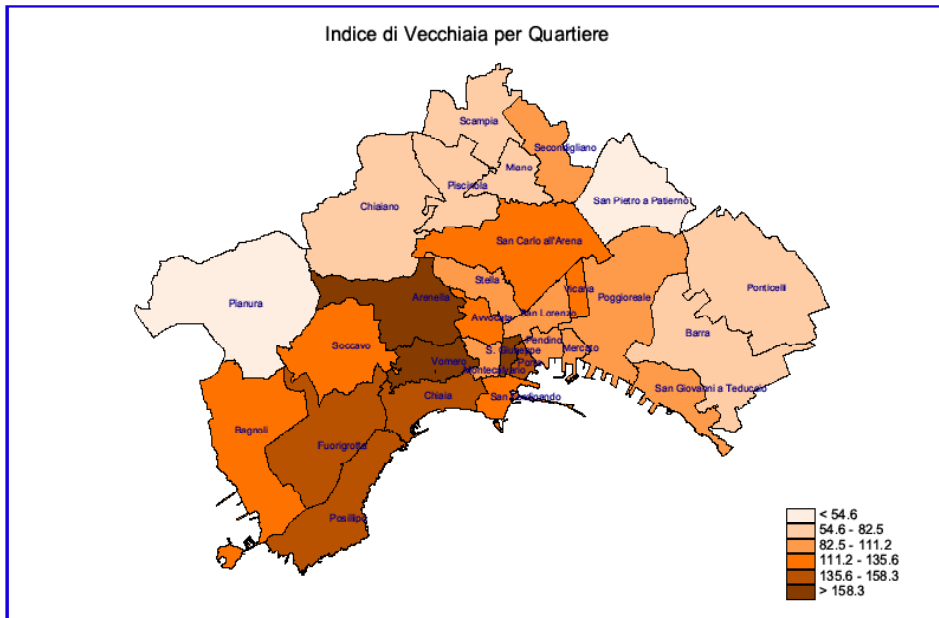 Indice di Vecchiaia per Quartiere
Scampia
Secondigliano
Miano
Piscinola
San Pietro a Patierno
Chiaiano
San Carlo all'Arena
Stella
Vicaria
Ponticelli
Poggioreale
Arenella
Pianura
San Lorenzo
Avvocata
Barra
Pendino
Soccavo
S. Giuseppe
Mercato
Vomero
Porto
Montecalvario
San Giovanni a Teduccio
Chiaia
San Ferdinando
Bagnoli
Fuorigrotta
Posillipo
< 54.6
54.6 - 82.5
82.5 - 111.2
111.2 - 135.6
135.6 - 158.3
> 158.3